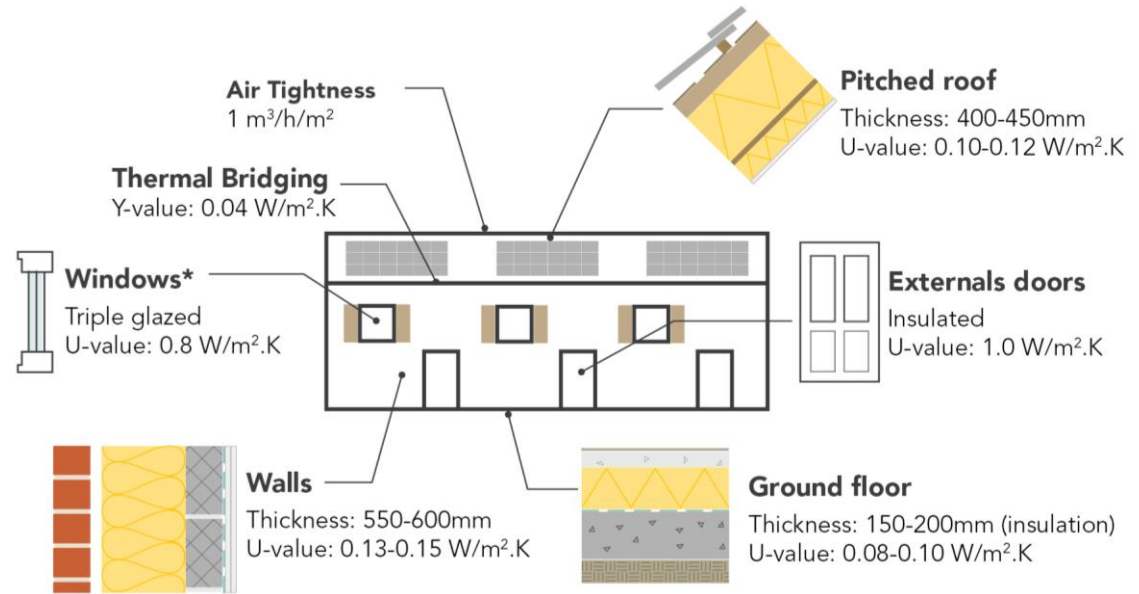 Air Tightness
1 m³/h/m²
Pitched roof
Thickness: 400-450mm
U-value: 0.10-0.12 W/m².K
Thermal Bridging
Y-value: 0.04 W/m².K
Windows*
Triple glazed
U-value: 0.8 W/m².K
Externals doors
Insulated
U-value: 1.0 W/m².K
Walls
Thickness: 550-600mm
U-value: 0.13-0.15 W/m².K
Ground floor
Thickness: 150-200mm (insulation)
U-value: 0.08-0.10 W/m².K